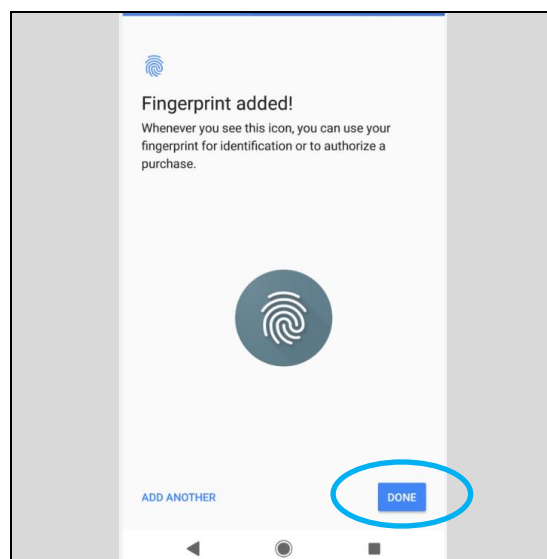 Fingerprint added!
Whenever you see this icon, you can use your
fingerprint for identification or to authorize a
purchase.
ADD ANOTHER
DONE